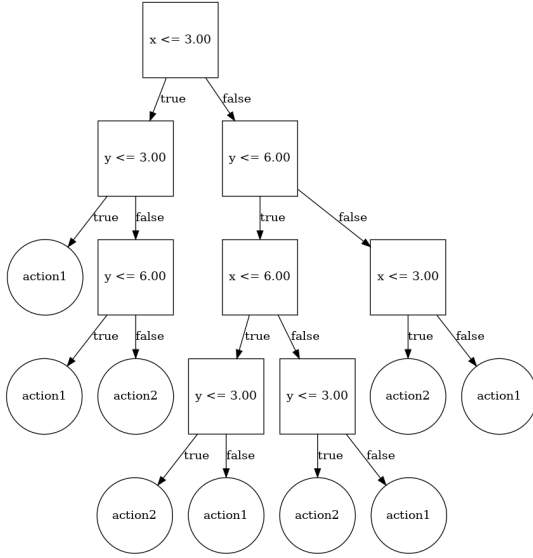 x <= 3.00
true
false
y <= 3.00
y <= 6.00
true
false
true
false
action1
y <= 6.00
x <= 6.00
x <= 3.00
true
false
true
false
true
false
action1
action2
y <= 3.00
y <= 3.00
action2
action1
true
false
true
false
action2
action1
action2
action1